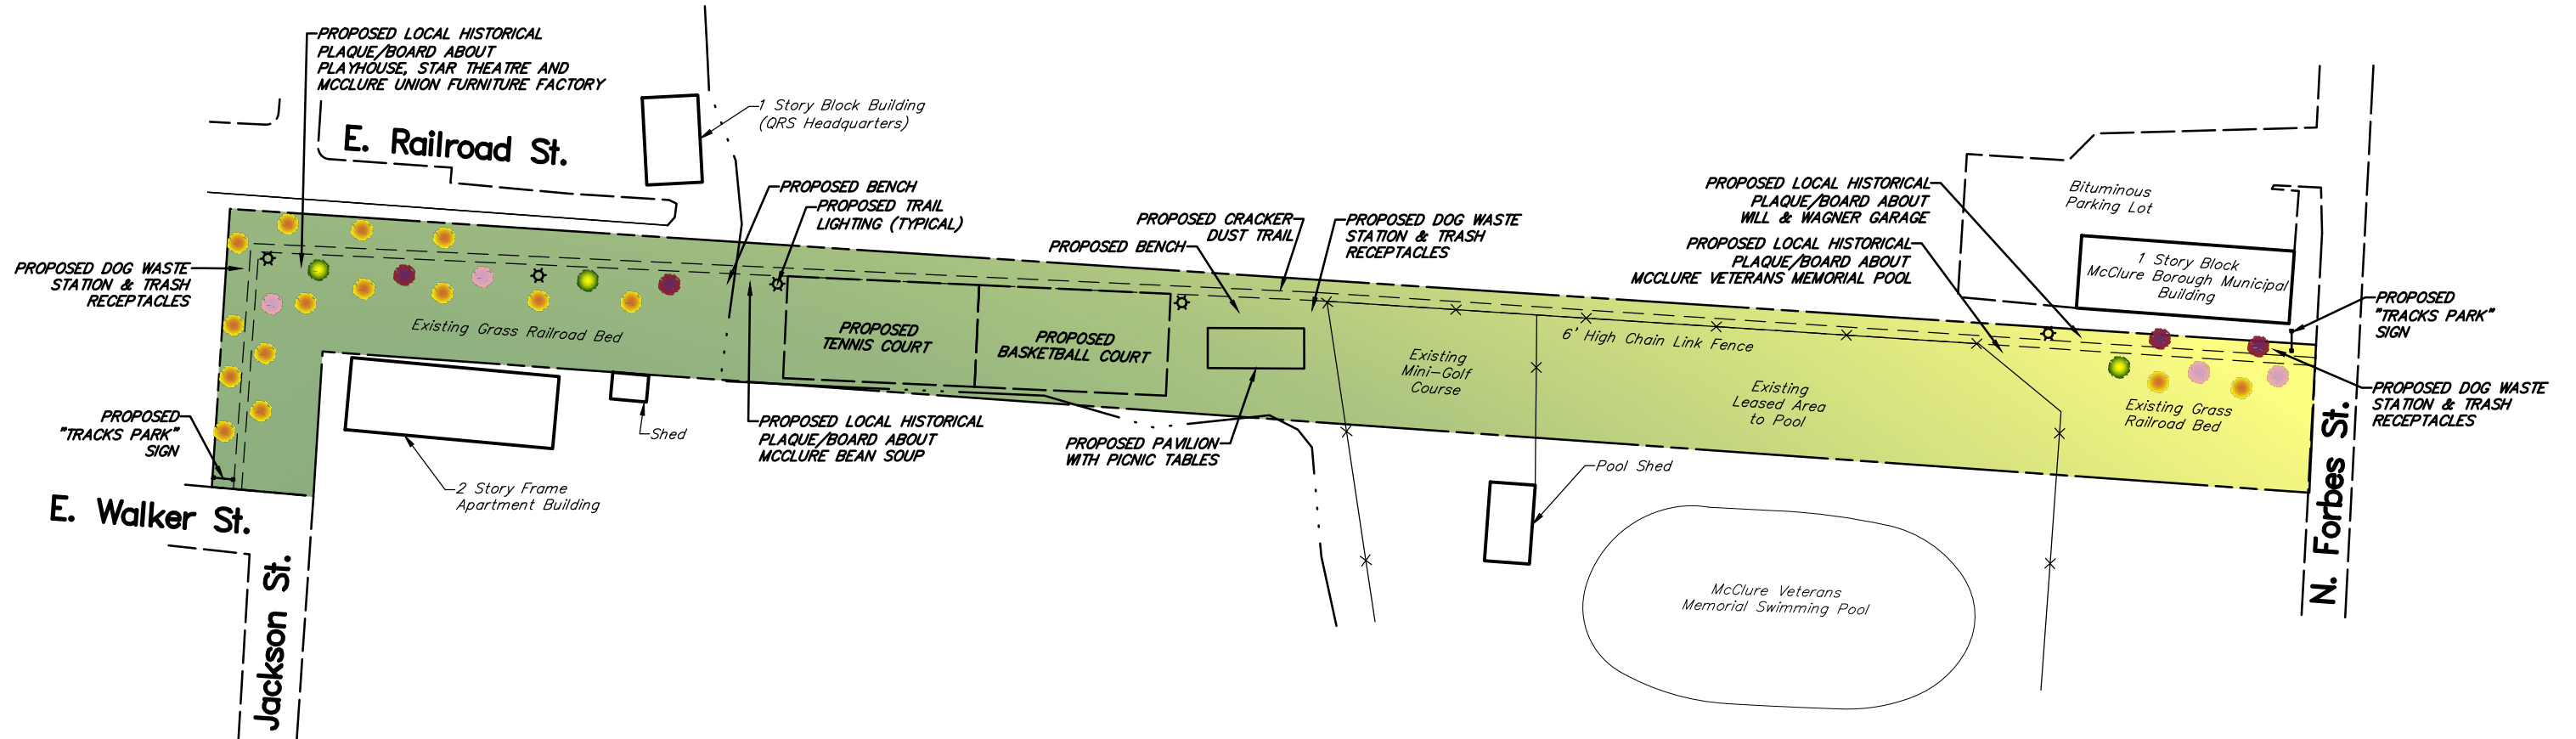 PROPOSED LOCAL HISTORICAL
PLAQUE/BOARD ABOUT
PLAYHOUSE, STAR THEATRE AND
MCCLURE UNION FURNITURE FACTORY
E. Railroad St.
1 Story Block Building
(QRS Headquarters)
PROPOSED BENCH
PROPOSED TRAIL
LIGHTING (TYPICAL)
PROPOSED CRACKER
DUST TRAIL
PROPOSED BENCH
PROPOSED DOG WASTE
STATION & TRASH
RECEPTACLES
PROPOSED LOCAL HISTORICAL
PLAQUE/BOARD ABOUT
WILL & WAGNER GARAGE
PROPOSED LOCAL HISTORICAL
PLAQUE/BOARD ABOUT
MCCLURE VETERANS MEMORIAL POOL
Bituminous
Parking Lot
1 Story Block
McClure Borough Municipal
Building
PROPOSED
"TRACKS PARK"
SIGN
PROPOSED DOG WASTE
STATION & TRASH
RECEPTACLES
Existing Grass Railroad Bed
PROPOSED
TENNIS COURT
PROPOSED
BASKETBALL COURT
Existing
Mini-Golf
Course
6' High Chain Link Fence
Existing
Leased Area
to Pool
Existing Grass
Railroad Bed
PROPOSED DOG WASTE
STATION & TRASH
RECEPTACLES
PROPOSED
"TRACKS PARK"
SIGN
Shed
PROPOSED LOCAL HISTORICAL
PLAQUE/BOARD ABOUT
MCCLURE BEAN SOUP
PROPOSED PAVILION
WITH PICNIC TABLES
Pool Shed
2 Story Frame
Apartment Building
E. Walker St.
Jackson St.
McClure Veterans
Memorial Swimming Pool
N. Forbes St.